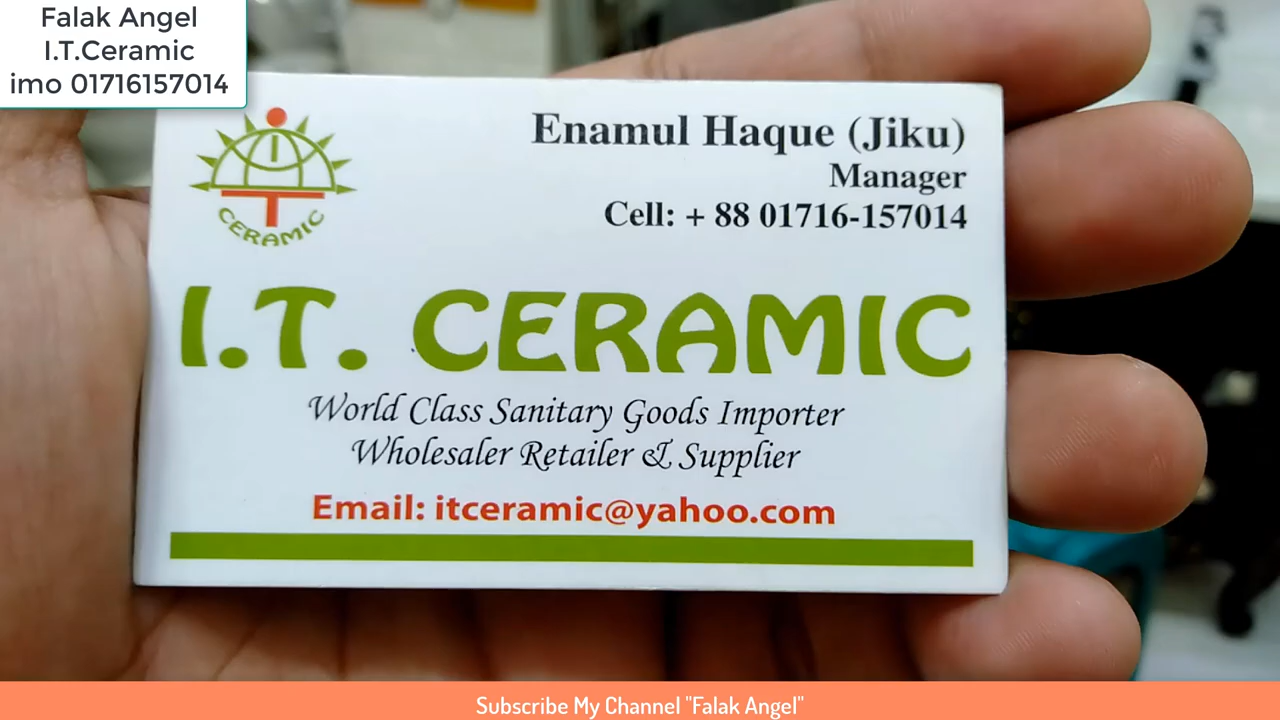 Falak Angel
I.T.Ceramic
imo 01716157014
Enamul Haque (Jiku)
Manager
Cell: + 88 01716-157014
i
T
CERAMIC
I.T. CERAMIC
World Class Sanitary Goods Importer
Wholesaler Retailer & Supplier
Email: itceramic@yahoo.com
Subscribe My Channel "Falak Angel"